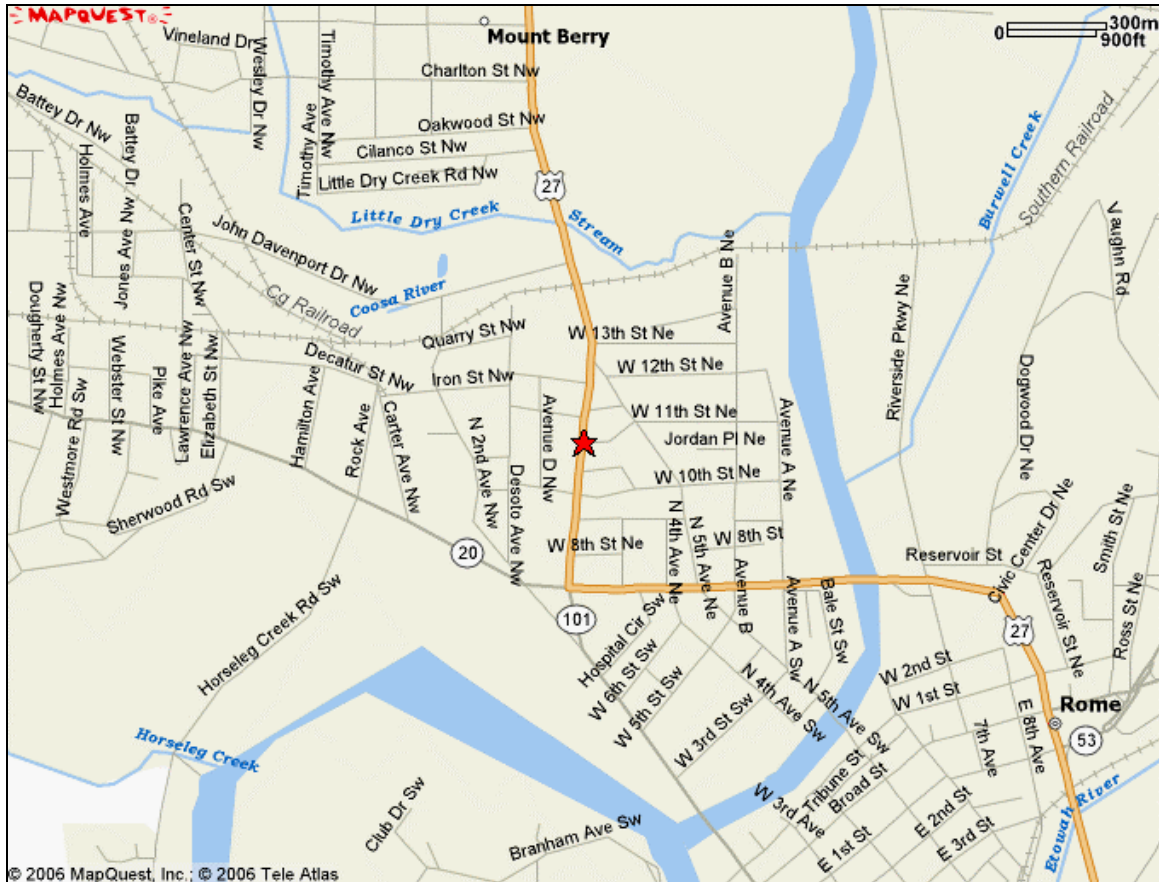 MAPQUEST
300m
0
900ft
Mount Berry
Vineland Dr
Wesley Dr Nw
Timothy Ave Nw
Timothy Ave
Charlton St Nw
Oakwood St Nw
Cilanco St Nw
Little Dry Creek Rd Nw
27
Little Dry Creek
Stream
Burwell Creek
Southern Railroad
Battey Dr Nw
Battey Dr Nw
Holmes Ave
Jones Ave Nw
Center St Nw
John Davenport Dr Nw
Coosa River
Cg Railroad
Quarry St Nw
Decatur St Nw
Iron St Nw
Avenue B Ne
Riverside Pkwy Ne
Vaughn Rd
Dogwood Dr Ne
Dougherty St Nw
Holmes Ave Nw
Westmore Rd Sw
Webster St Nw
Pike Ave
Lawrence Ave Nw
Elizabeth St Nw
Hamilton Ave
Rock Ave
Carter Ave Nw
N 2nd Ave Nw
Desoto Ave Nw
Avenue D Nw
W 13th St Ne
W 12th St Ne
W 11th St Ne
Jordan Pl Ne
W 10th St Ne
Avenue A Ne
Sherwood Rd Sw
20
W 8th St Ne
N 4th Ave Ne
N 5th Ave Ne
W 8th St
Avenue B
Reservoir St
Civic Center Dr Ne
Reservoir St Ne
Smith St Ne
Ross St Ne
101
27
Horseleg Creek Rd Sw
Hospital Cir Sw
W 6th St Sw
W 5th St Sw
W 3rd St Sw
N 4th Ave Sw
N 5th Ave Sw
Avenue A Sw
Bale St Sw
W 2nd St
W 1st St
7th Ave
E 8th Ave
Rome
53
Horseleg Creek
Club Dr Sw
Branham Ave Sw
W 3rd Ave
Tribune St
Broad St
E 1st St
E 2nd St
E 3rd St
Etowah River
© 2006 MapQuest, Inc.; © 2006 Tele Atlas